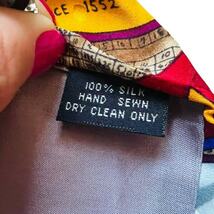 CE - 1552
100% SILK
HAND SEWN
DRY CLEAN ONLY